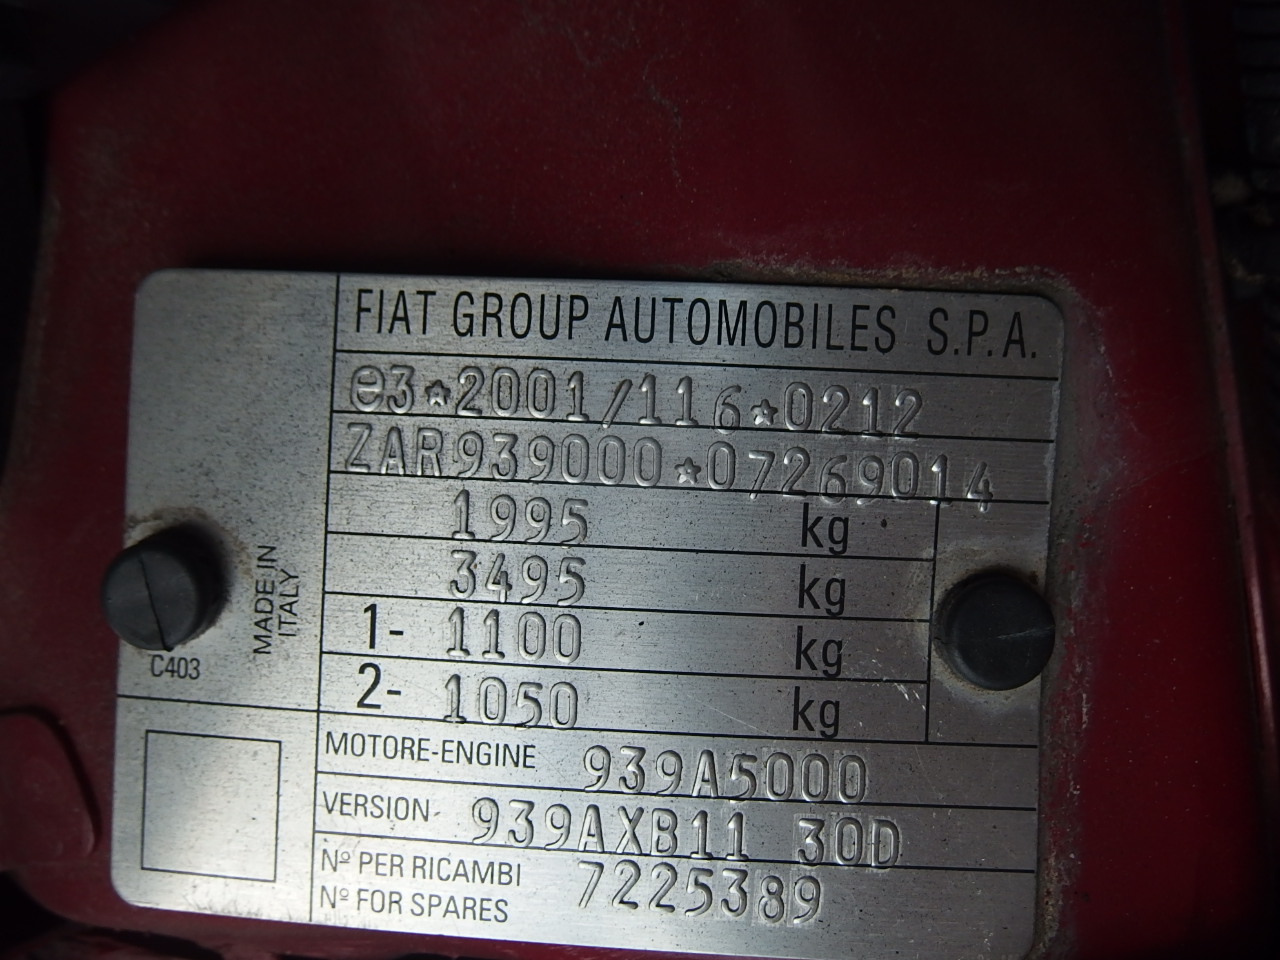 FIAT GROUP AUTOMOBILES S.P.A.
e3*2001/116*0212
ZAR939000*07269014
1995 kg
3495 kg
1- 1100 kg
2- 1050 kg
MADE IN
ITALY
C403
MOTORE-ENGINE 939A5000
VERSION 939AXB11 30D
Nº PER RICAMBI 7225389
Nº FOR SPARES